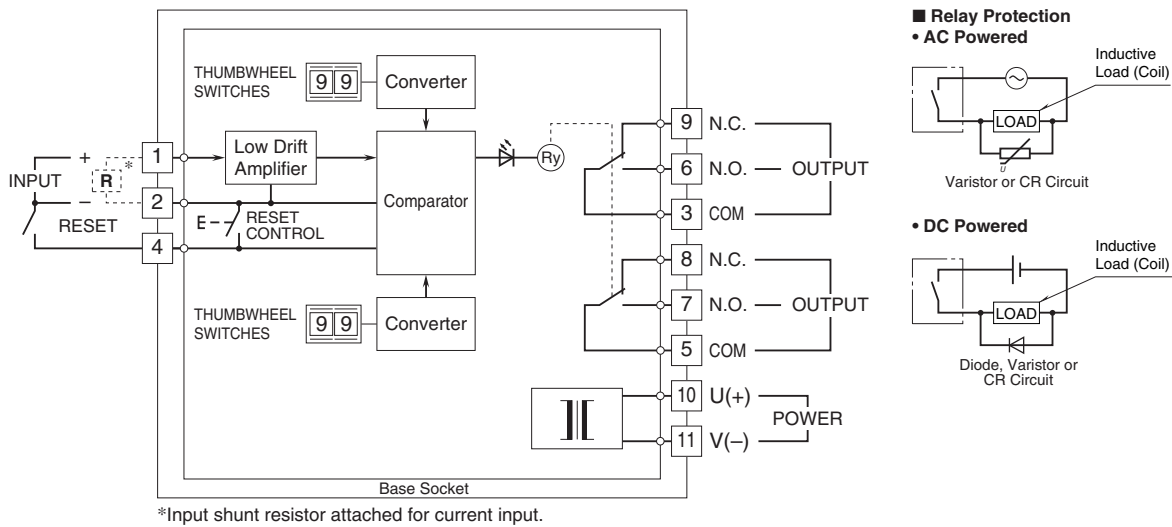 THUMBWHEEL
SWITCHES
9 9
Converter
INPUT
+
–
R
*
RESET
1
2
4
Low Drift
Amplifier
E
RESET
CONTROL
Comparator
Ry
THUMBWHEEL
SWITCHES
9 9
Converter
9 N.C.
6 N.O. OUTPUT
3 COM
8 N.C.
7 N.O. OUTPUT
5 COM
10 U(+)
POWER
11 V(–)
Base Socket
*Input shunt resistor attached for current input.
■ Relay Protection
• AC Powered
Inductive
Load (Coil)
LOAD
U
Varistor or CR Circuit
• DC Powered
Inductive
Load (Coil)
LOAD
Diode, Varistor or
CR Circuit